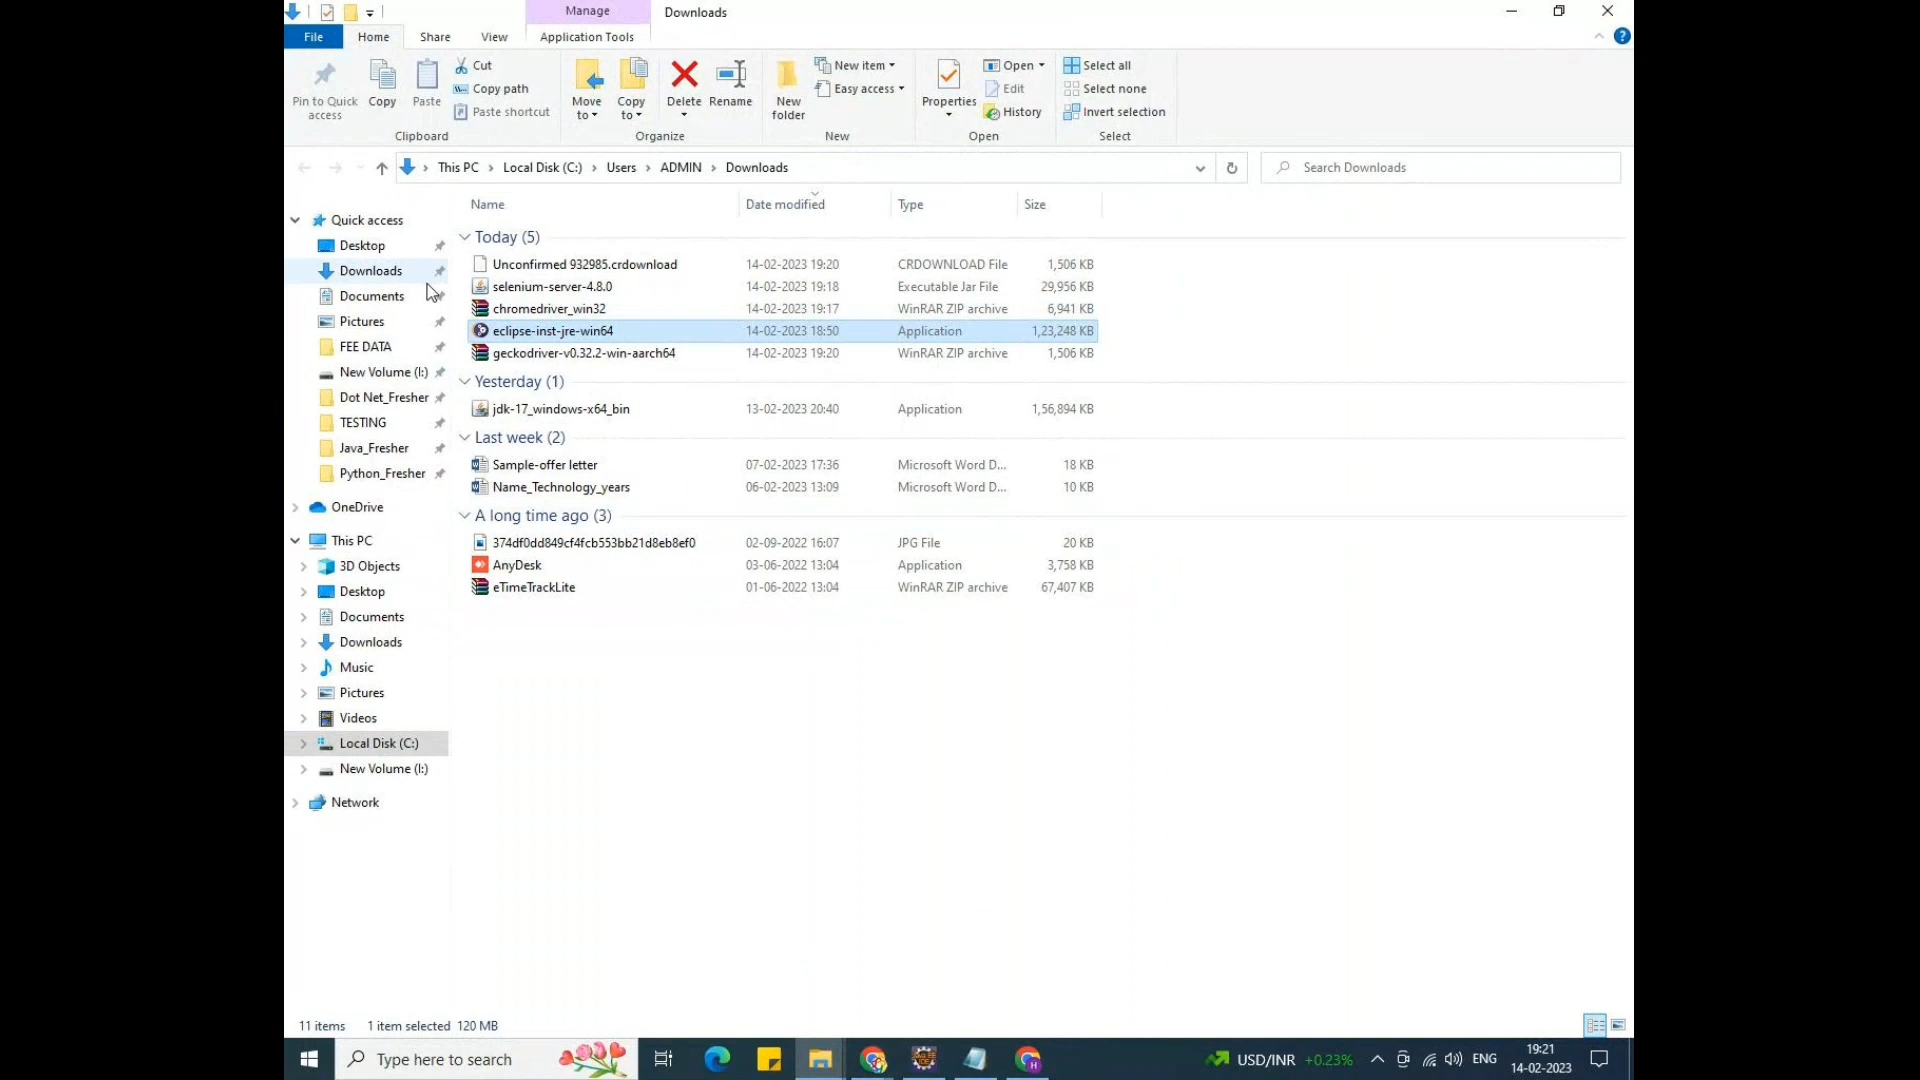 Manage
Downloads
File
Home
Share
View
Application Tools
Pin to Quick access
Copy
Paste
Cut
Copy path
Paste shortcut
Clipboard
Move to
Copy to
Delete
Rename
Organize
New folder
New item
Easy access
New
Properties
Open
Edit
History
Open
Select all
Select none
Invert selection
Select
This PC > Local Disk (C:) > Users > ADMIN > Downloads
Search Downloads
Quick access
Desktop
Downloads
Documents
Pictures
FEE DATA
New Volume (I:)
Dot Net_Fresher
TESTING
Java_Fresher
Python_Fresher
OneDrive
This PC
3D Objects
Desktop
Documents
Downloads
Music
Pictures
Videos
Local Disk (C:)
New Volume (I:)
Network
Name Date modified Type Size
Today (5)
Unconfirmed 932985.crdownload 14-02-2023 19:20 CRDOWNLOAD File 1,506 KB
selenium-server-4.8.0 14-02-2023 19:18 Executable Jar File 29,956 KB
chromedriver_win32 14-02-2023 19:17 WinRAR ZIP archive 6,941 KB
eclipse-inst-jre-win64 14-02-2023 18:50 Application 1,23,248 KB
geckodriver-v0.32.2-win-aarch64 14-02-2023 19:20 WinRAR ZIP archive 1,506 KB
Yesterday (1)
jdk-17_windows-x64_bin 13-02-2023 20:40 Application 1,56,894 KB
Last week (2)
Sample-offer letter 07-02-2023 17:36 Microsoft Word D... 18 KB
Name_Technology_years 06-02-2023 13:09 Microsoft Word D... 10 KB
A long time ago (3)
374df0dd849cf4fcb553bb21d8eb8ef0 02-09-2022 16:07 JPG File 20 KB
AnyDesk 03-06-2022 13:04 Application 3,758 KB
eTimeTrackLite 01-06-2022 13:04 WinRAR ZIP archive 67,407 KB
11 items 1 item selected 120 MB
Type here to search
USD/INR +0.23%
ENG
19:21
14-02-2023